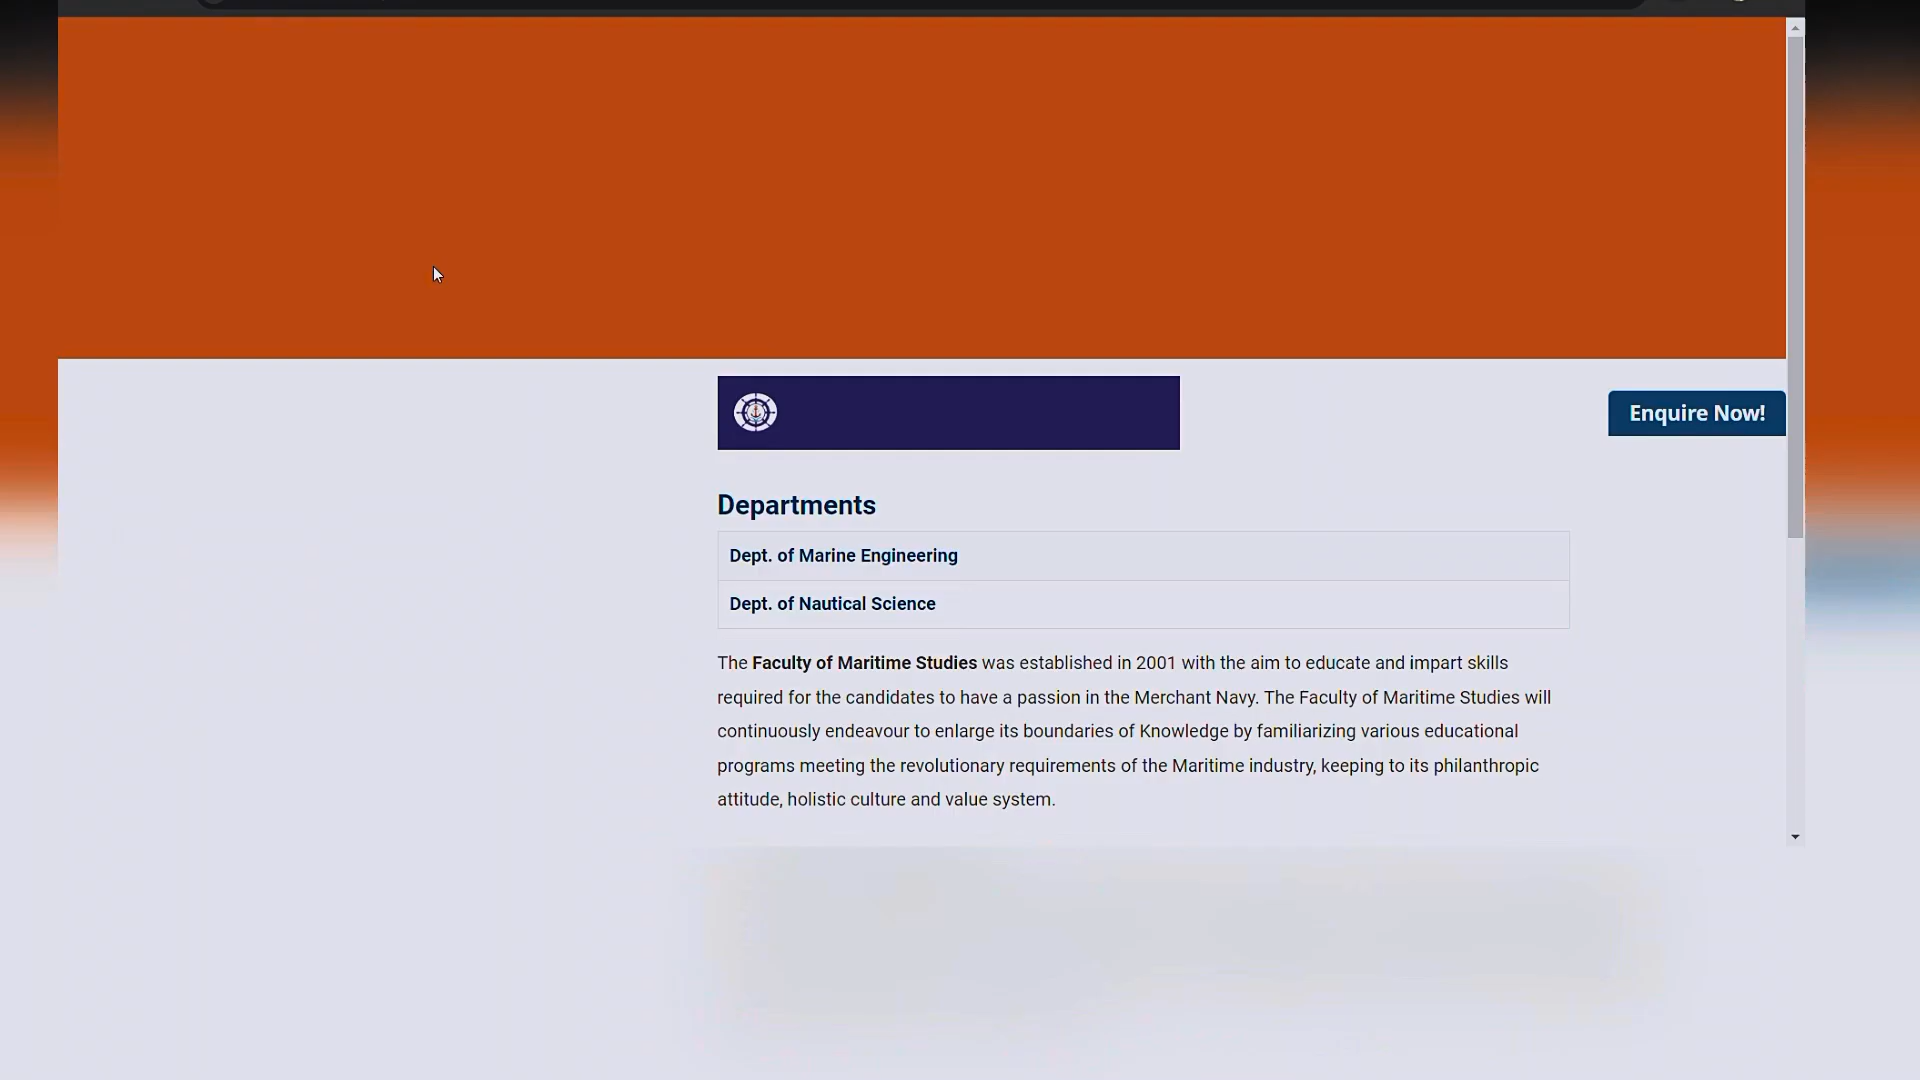 Enquire Now!
Departments
Dept. of Marine Engineering
Dept. of Nautical Science
The Faculty of Maritime Studies was established in 2001 with the aim to educate and impart skills
required for the candidates to have a passion in the Merchant Navy. The Faculty of Maritime Studies will
continuously endeavour to enlarge its boundaries of Knowledge by familiarizing various educational
programs meeting the revolutionary requirements of the Maritime industry, keeping to its philanthropic
attitude, holistic culture and value system.